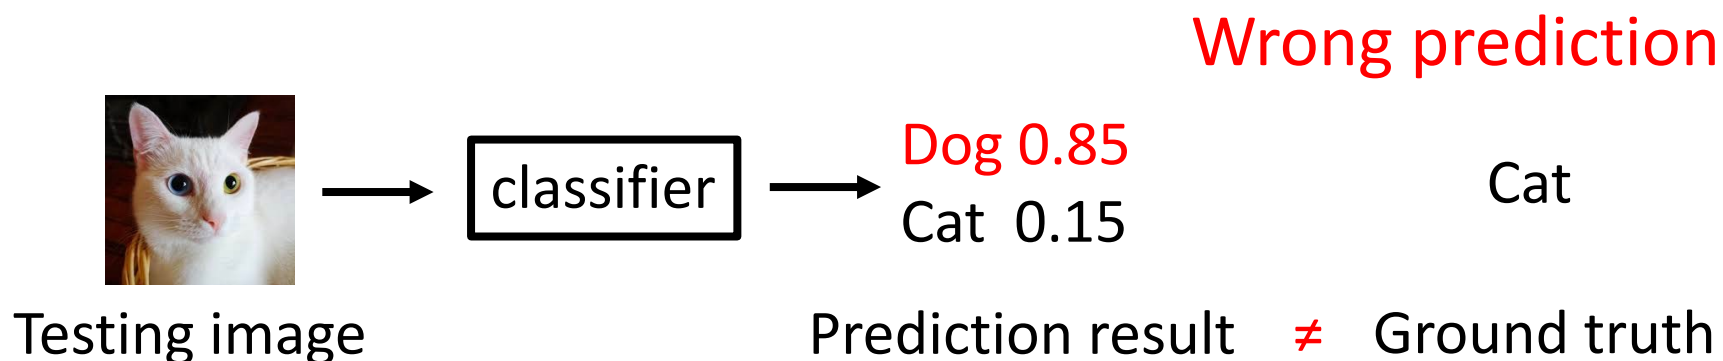 Wrong prediction
classifier
Dog 0.85
Cat 0.15
Cat
Testing image
Prediction result ≠ Ground truth